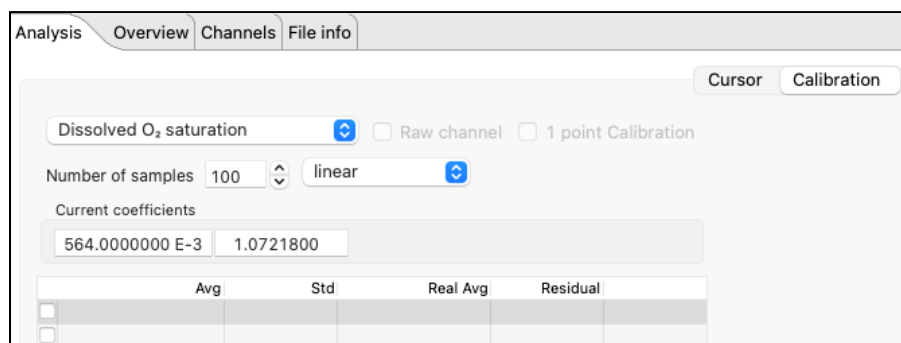 Analysis Overview Channels File info
Cursor Calibration
Dissolved O₂ saturation Raw channel 1 point Calibration
Number of samples 100 linear
Current coefficients
564.0000000 E-3 1.0721800
Avg Std Real Avg Residual